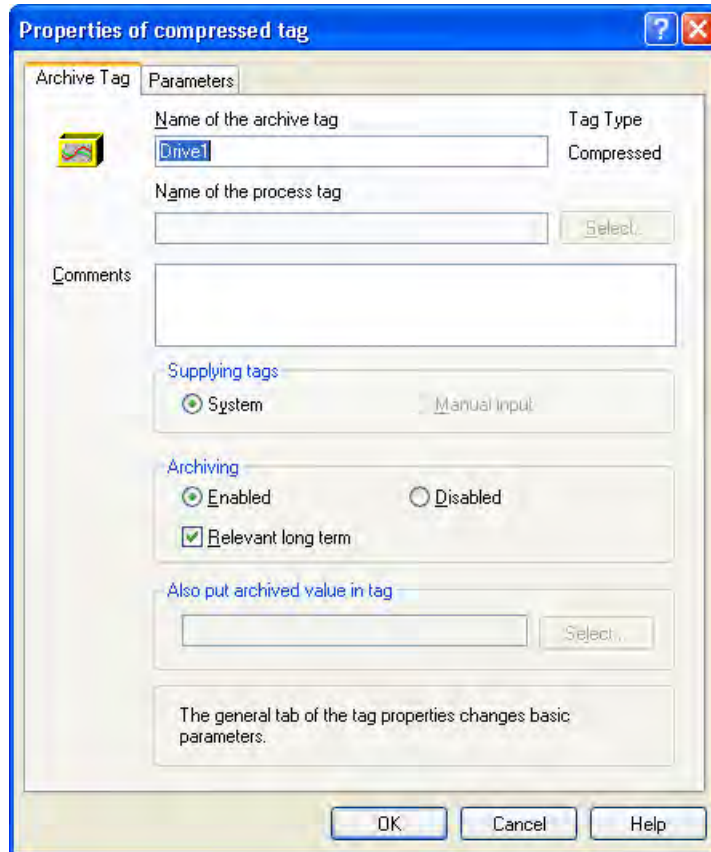 Properties of compressed tag
Archive Tag Parameters
Name of the archive tag Tag Type
Drive1 Compressed
Name of the process tag
Select...
Comments
Supplying tags
System Manual input
Archiving
Enabled Disabled
Relevant long term
Also put archived value in tag
Select...
The general tab of the tag properties changes basic
parameters.
OK Cancel Help